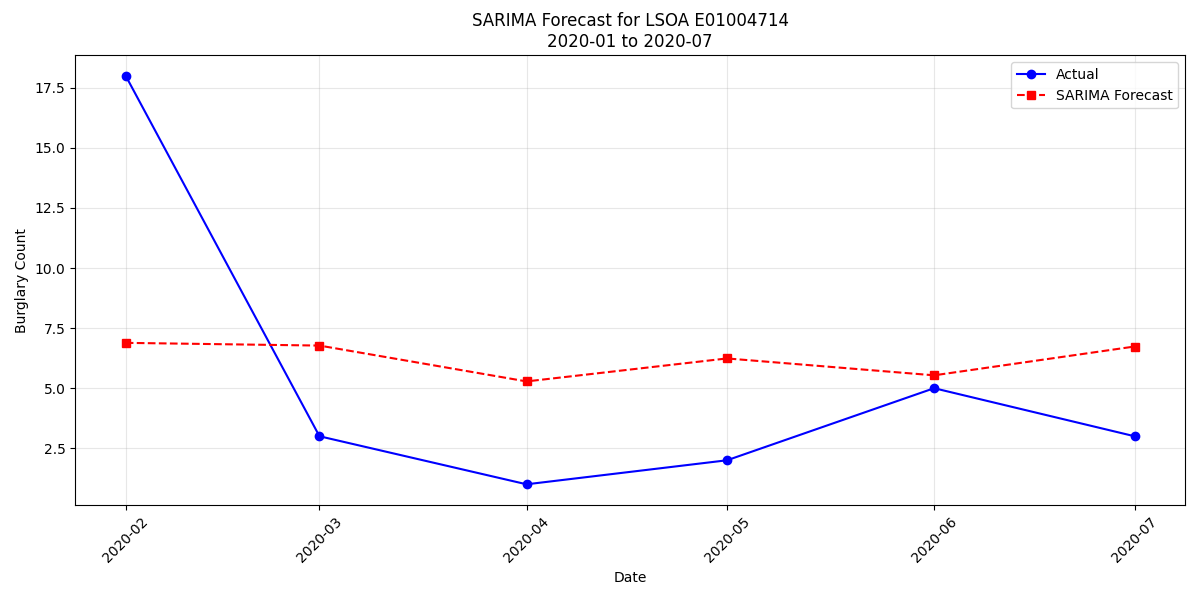 SARIMA Forecast for LSOA E01004714
2020-01 to 2020-07
Actual
SARIMA Forecast
Burglary Count
17.5
15.0
12.5
10.0
7.5
5.0
2.5
2020-02
2020-03
2020-04
2020-05
2020-06
2020-07
Date